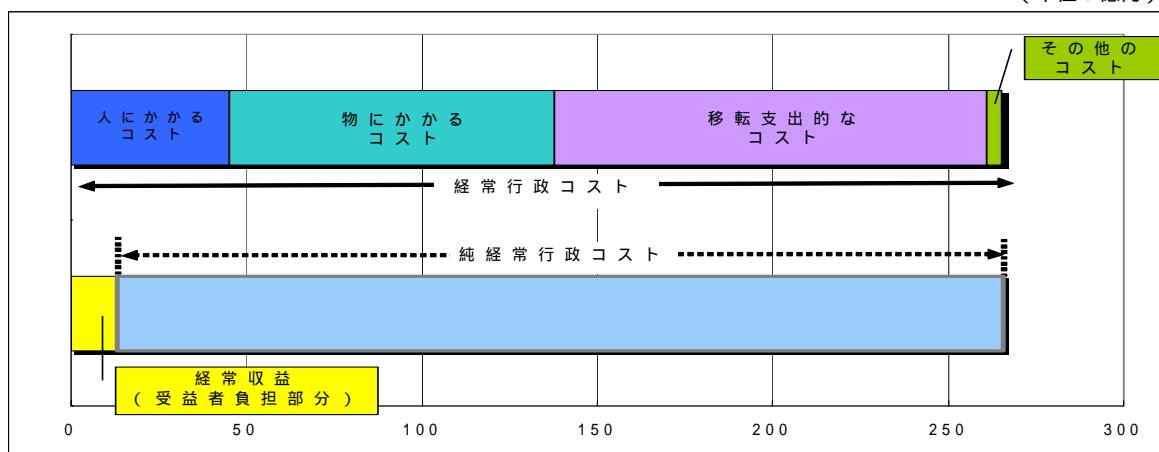 その他の
コスト
人にかかる
コスト
物にかかる
コスト
移転支出的な
コスト
経常行政コスト
純経常行政コスト
経常収益
(受益者負担部分)
0 50 100 150 200 250 300